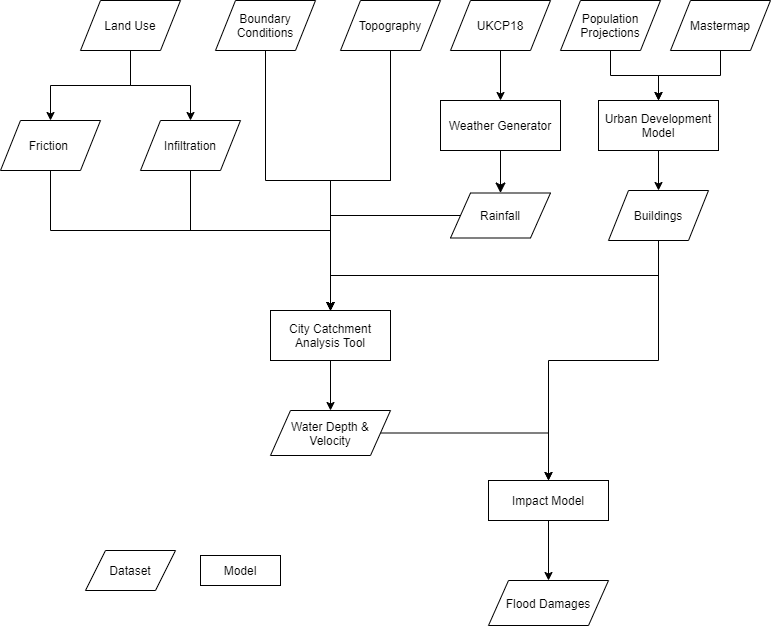 Land Use
Boundary
Conditions
Topography
UKCP18
Population
Projections
Mastermap
Friction
Infiltration
Weather Generator
Urban Development
Model
Rainfall
Buildings
City Catchment
Analysis Tool
Water Depth &
Velocity
Impact Model
Dataset
Model
Flood Damages